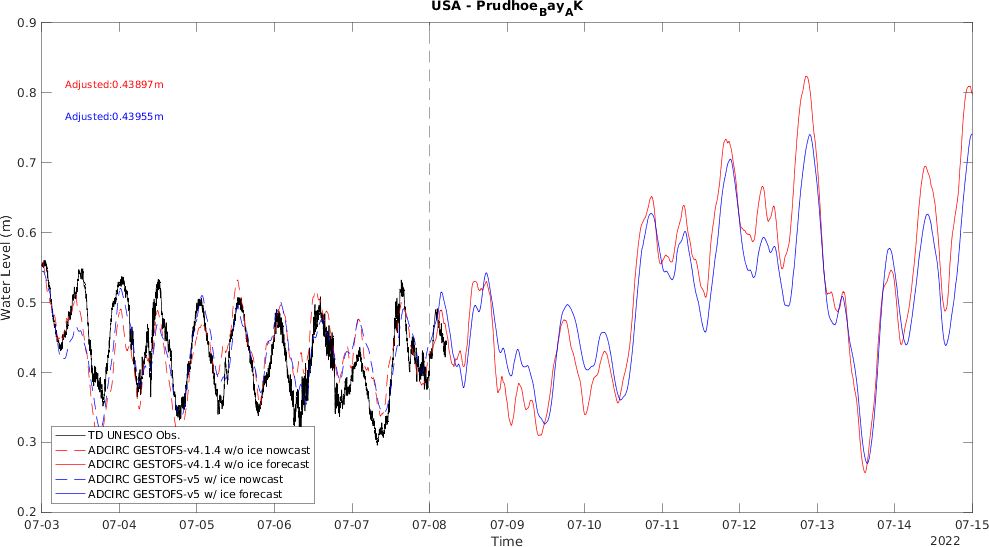 USA - PrudhoeBayAK
0.9
0.8
0.7
0.6
0.5
0.4
0.3
0.2
Water Level (m)
Adjusted:0.43897m
Adjusted:0.43955m
TD UNESCO Obs.
ADCIRC GESTOFS-v4.1.4 w/o ice nowcast
ADCIRC GESTOFS-v4.1.4 w/o ice forecast
ADCIRC GESTOFS-v5 w/ ice nowcast
ADCIRC GESTOFS-v5 w/ ice forecast
07-03 07-04 07-05 07-06 07-07 07-08 07-09 07-10 07-11 07-12 07-13 07-14 07-15
Time
2022